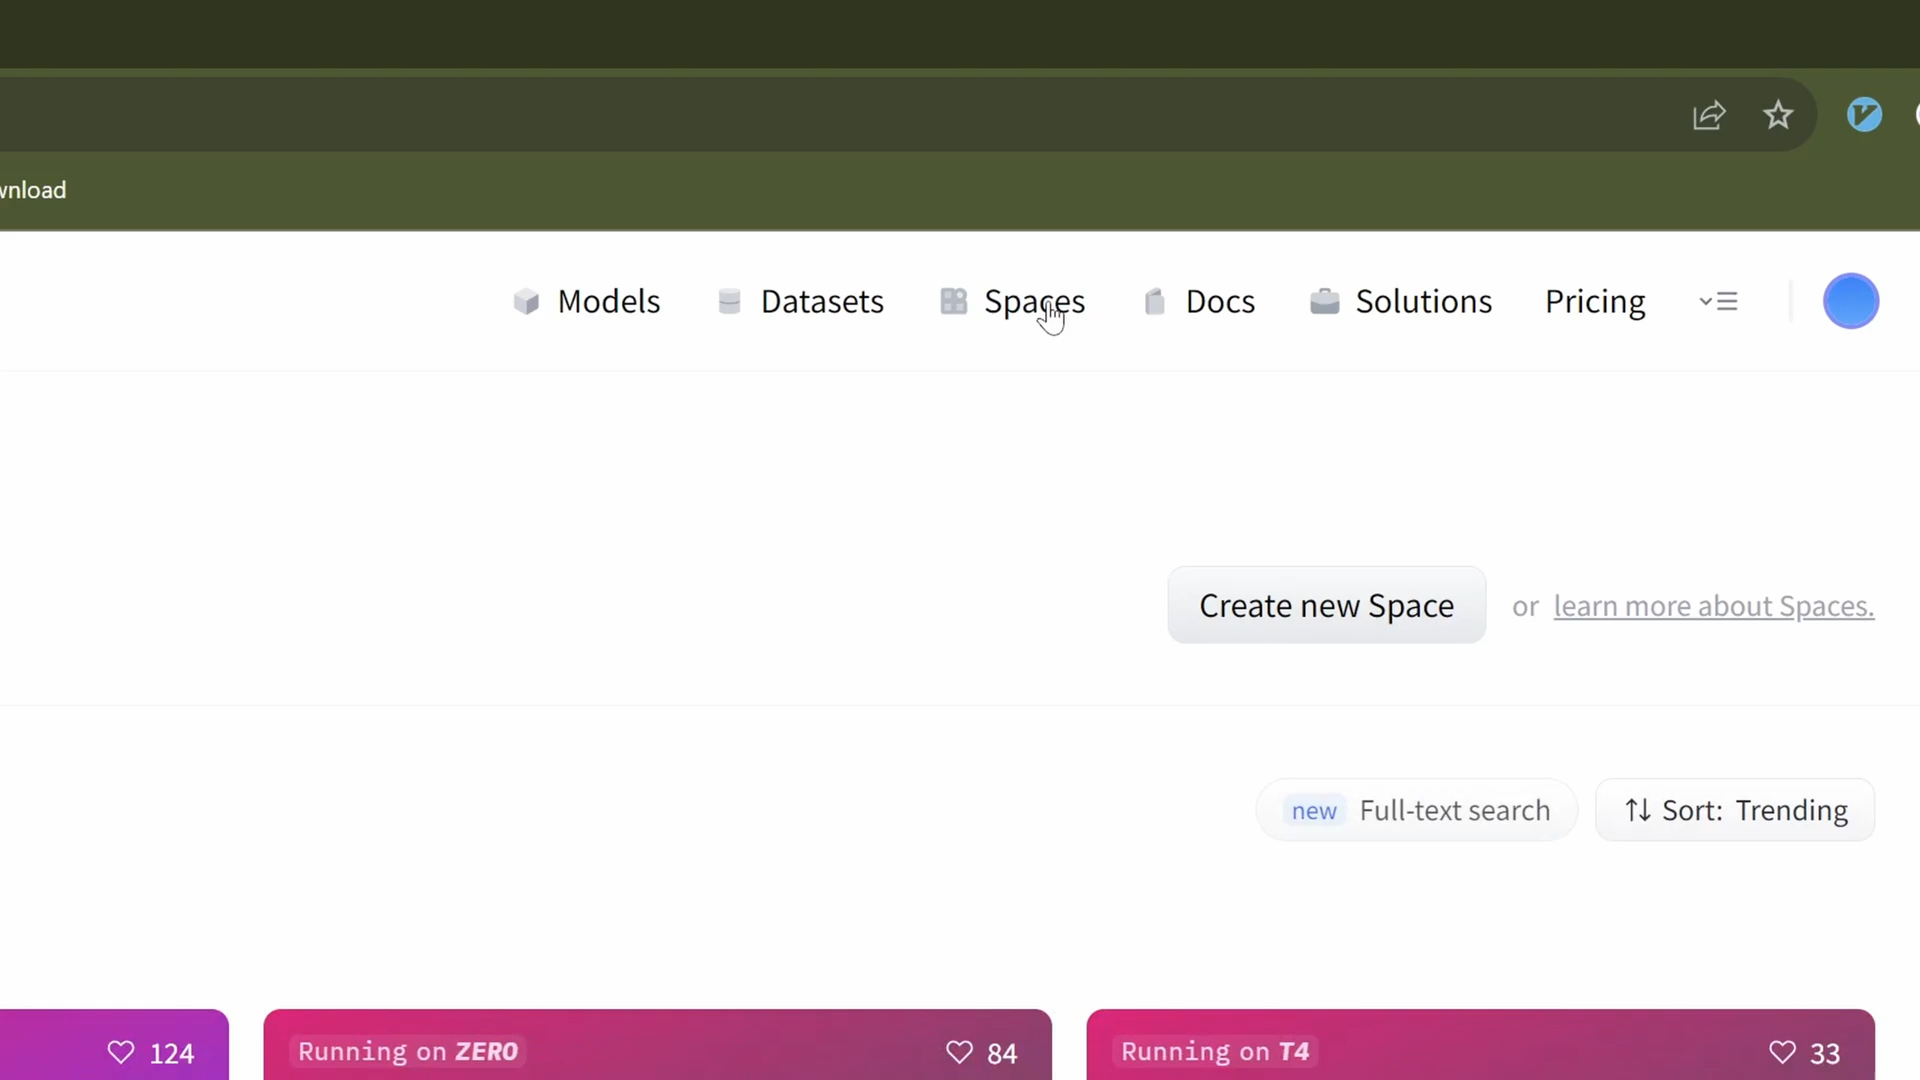 wnload
Models Datasets Spaces Docs Solutions Pricing
Create new Space or learn more about Spaces.
new Full-text search Sort: Trending
124 Running on ZERO 84 Running on T4 33